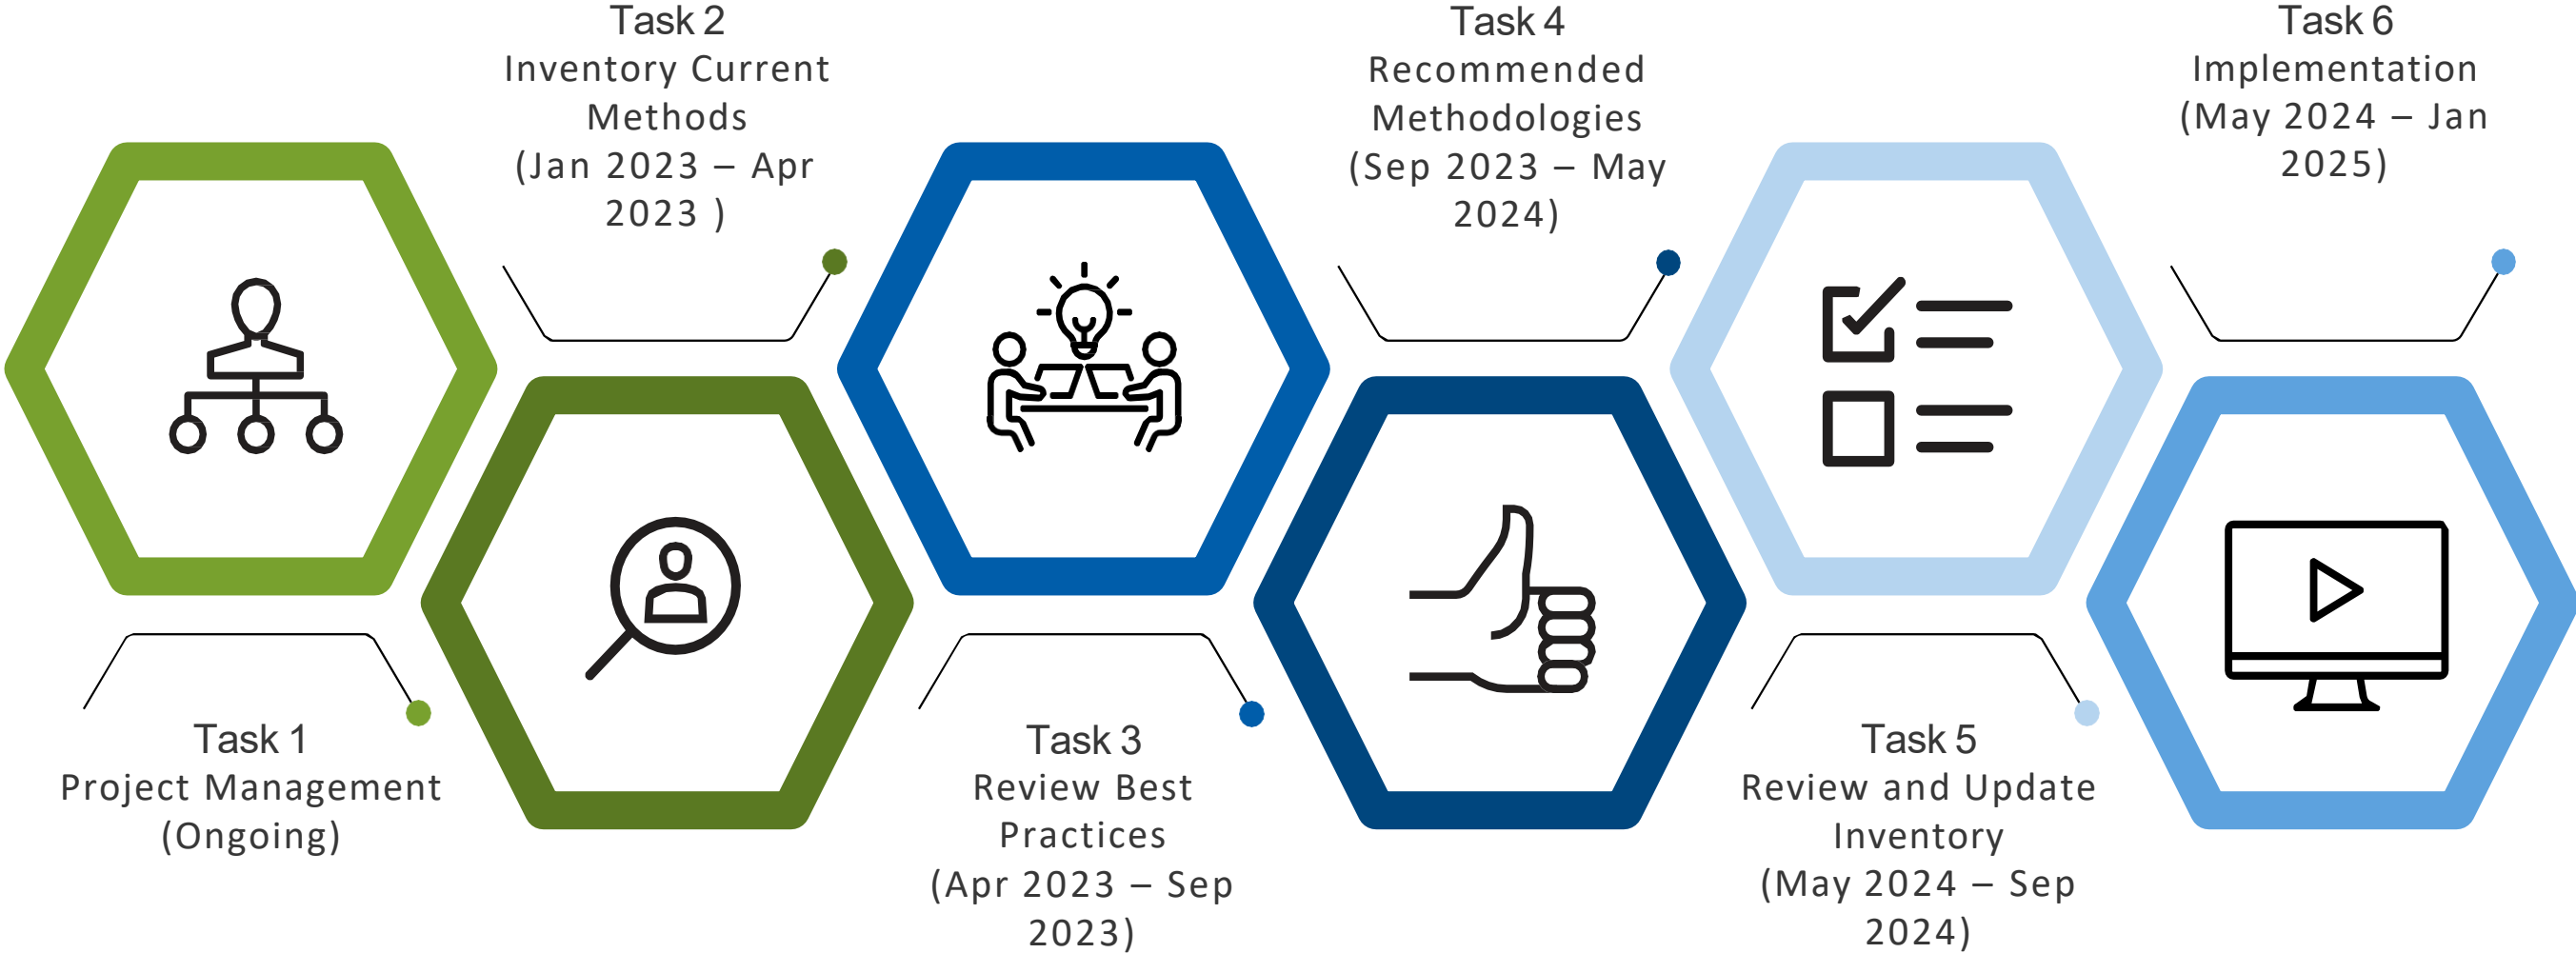 Task 1
Project Management
(Ongoing)
Task 2
Inventory Current
Methods
(Jan 2023 – Apr
2023 )
Task 3
Review Best
Practices
(Apr 2023 – Sep
2023)
Task 4
Recommended
Methodologies
(Sep 2023 – May
2024)
Task 5
Review and Update
Inventory
(May 2024 – Sep
2024)
Task 6
Implementation
(May 2024 – Jan
2025)